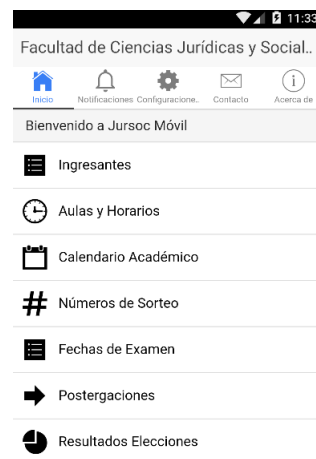 11:33
Facultad de Ciencias Jurídicas y Social..
Inicio Notificaciones Configuracione.. Contacto Acerca de
Bienvenido a Jursoc Móvil
Ingresantes
Aulas y Horarios
Calendario Académico
Números de Sorteo
Fechas de Examen
Postergaciones
Resultados Elecciones